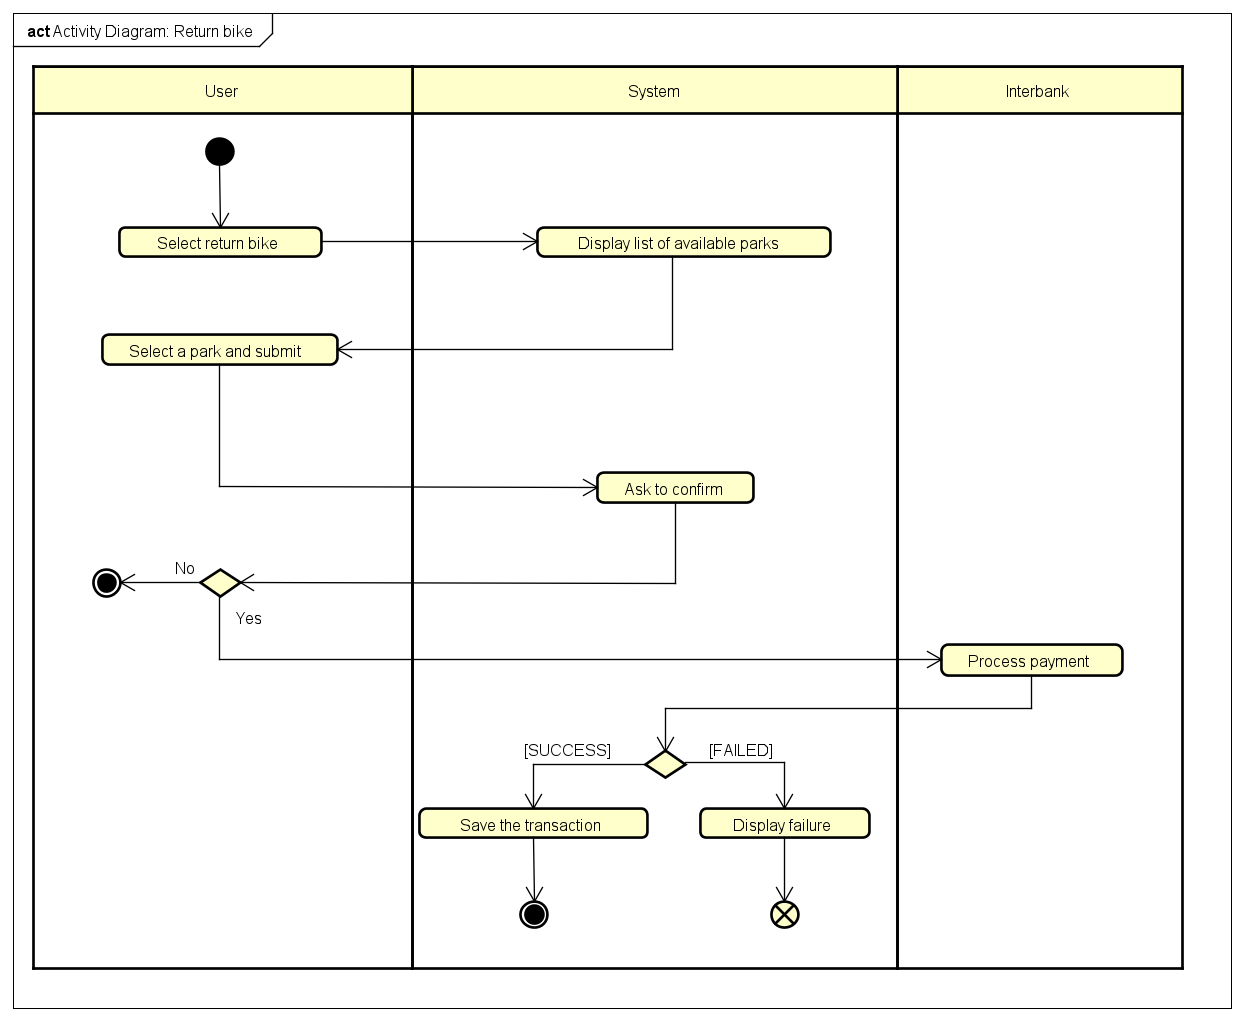 act Activity Diagram: Return bike
User
System
Interbank
Select return bike
Display list of available parks
Select a park and submit
Ask to confirm
No
Yes
Process payment
[SUCCESS]
[FAILED]
Save the transaction
Display failure